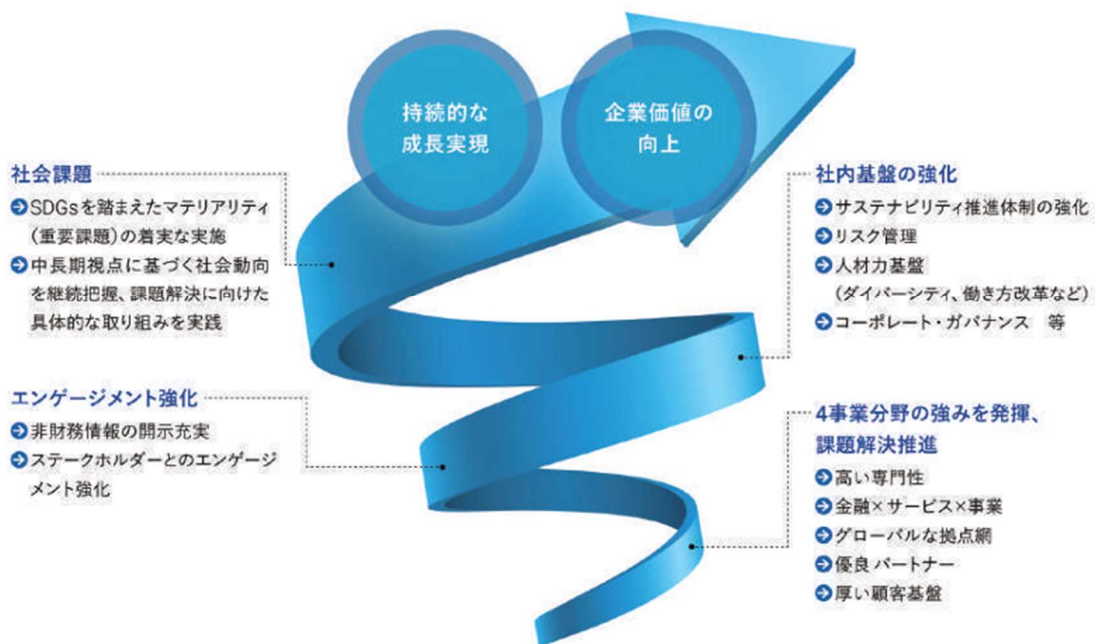 持続的な
成長実現
企業価値の
向上
社会課題
SDGsを踏まえたマテリアリティ
(重要課題)の着実な実施
中長期視点に基づく社会動向
を継続把握、課題解決に向けた
具体的な取り組みを実践
エンゲージメント強化
非財務情報の開示充実
ステークホルダーとのエンゲージ
メント強化
社内基盤の強化
サステナビリティ推進体制の強化
リスク管理
人材力基盤
(ダイバーシティ、働き方改革など)
コーポレート・ガバナンス 等
4事業分野の強みを発揮、
課題解決推進
高い専門性
金融×サービス×事業
グローバルな拠点網
優良パートナー
厚い顧客基盤